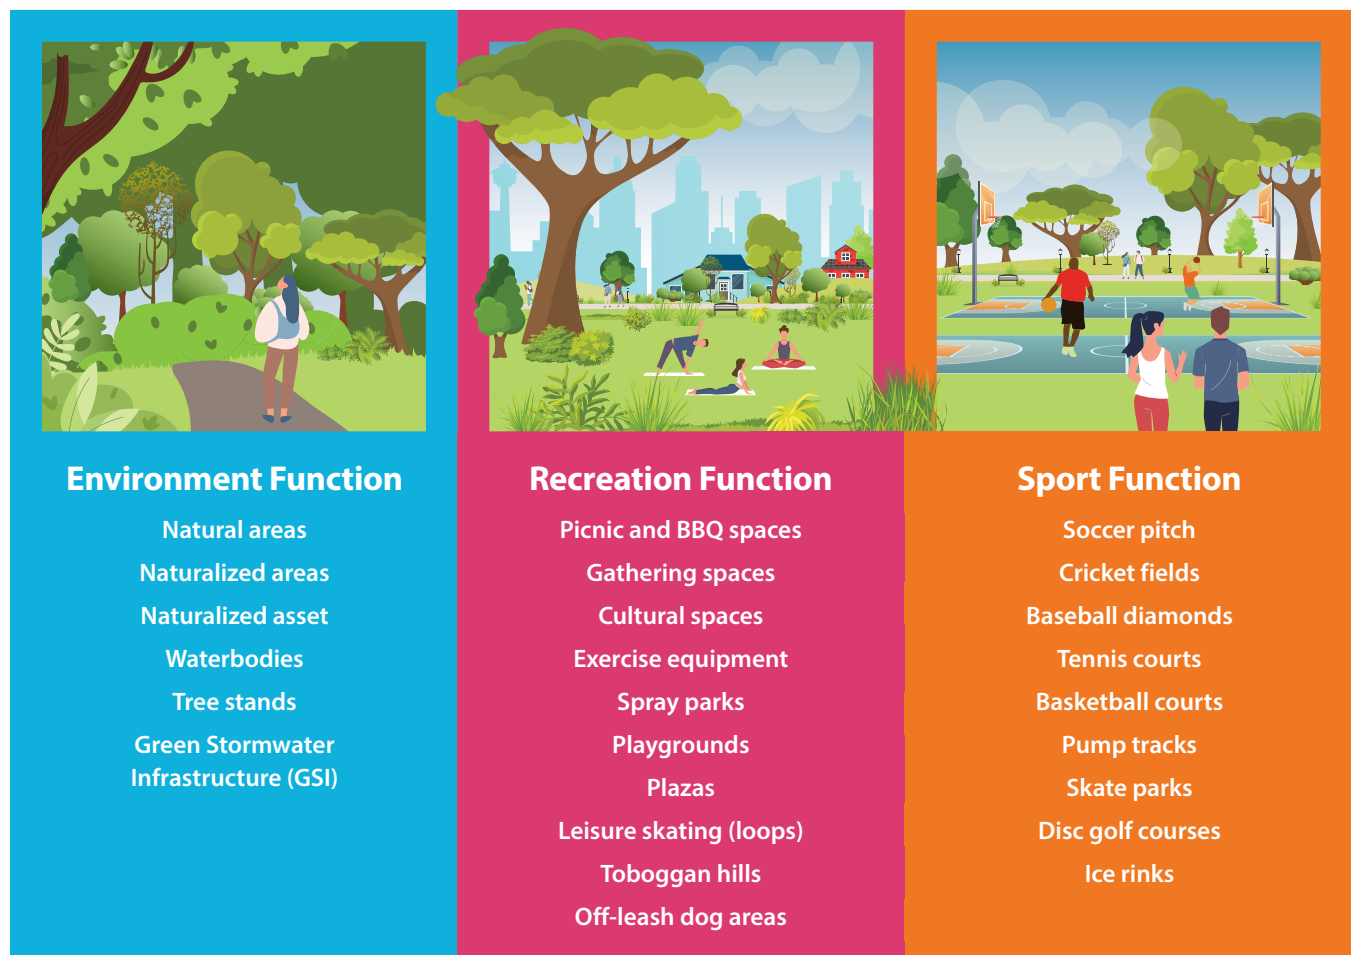 Environment Function
Natural areas
Naturalized areas
Naturalized asset
Waterbodies
Tree stands
Green Stormwater
Infrastructure (GSI)
Recreation Function
Picnic and BBQ spaces
Gathering spaces
Cultural spaces
Exercise equipment
Spray parks
Playgrounds
Plazas
Leisure skating (loops)
Toboggan hills
Off-leash dog areas
Sport Function
Soccer pitch
Cricket fields
Baseball diamonds
Tennis courts
Basketball courts
Pump tracks
Skate parks
Disc golf courses
Ice rinks